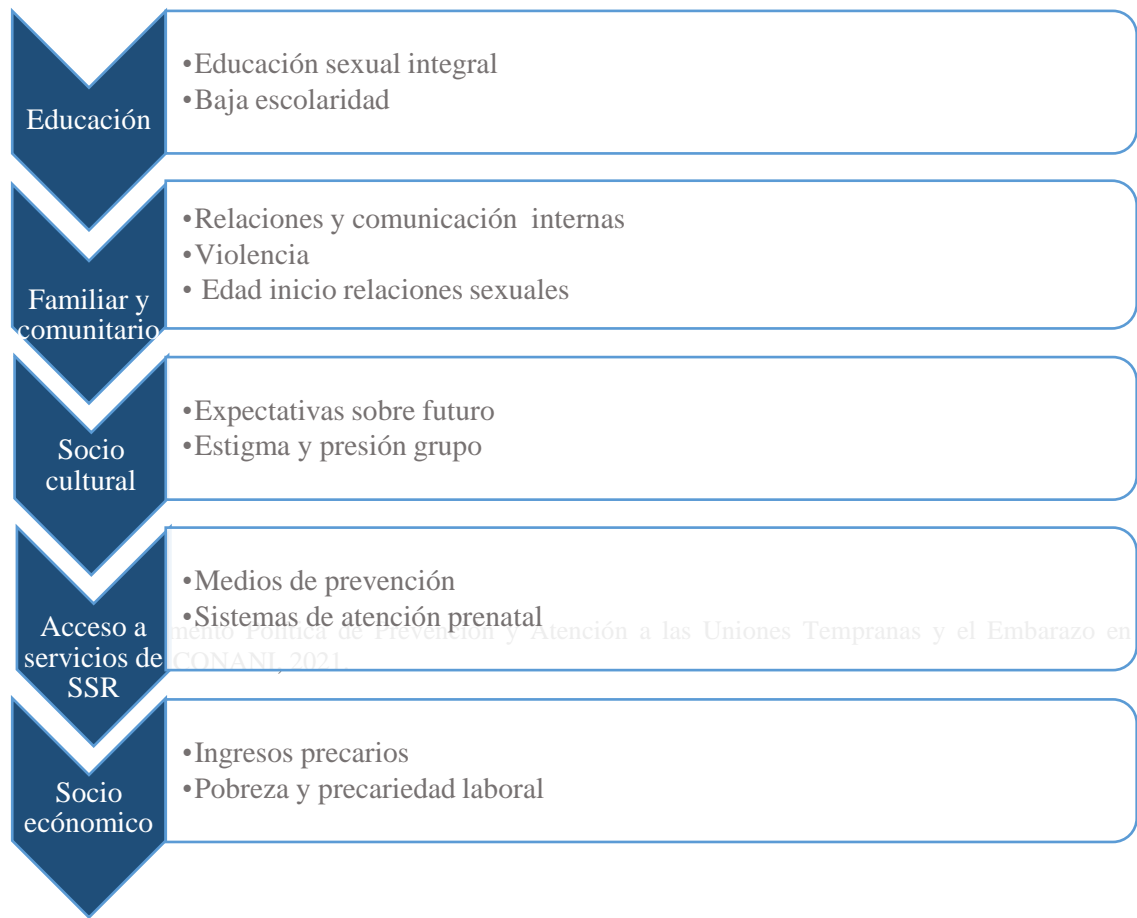 Educación
•Educación sexual integral
•Baja escolaridad
Familiar y
comunitario
•Relaciones y comunicación  internas
•Violencia
• Edad inicio relaciones sexuales
Socio
cultural
•Expectativas sobre futuro
•Estigma y presión grupo
Acceso a
servicios de
SSR
•Medios de prevención
•Sistemas de atención prenatal
mento Política de Prevención y Atención a las Uniones Tempranas y el Embarazo en
CONANI, 2021.
Socio
ecónomico
•Ingresos precarios
•Pobreza y precariedad laboral